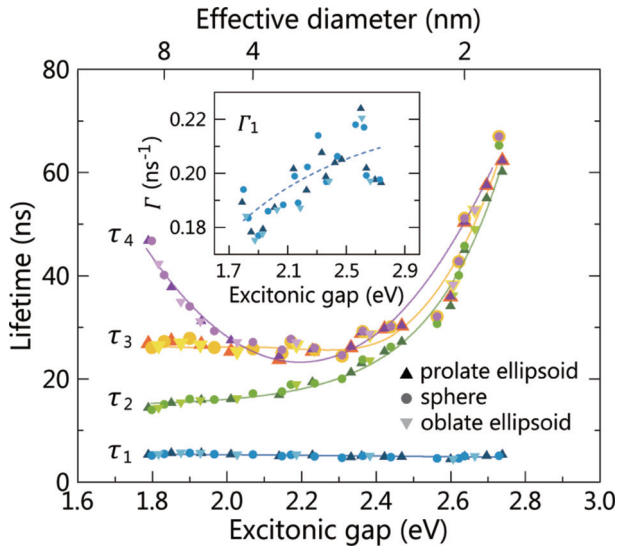 Effective diameter (nm)
8 4 2
80
60
40
20
0
Lifetime (ns)
τ4
τ3
τ2
τ1
Γ1
Γ (ns-1)
0.22
0.20
0.18
1.7 2.1 2.5 2.9
Excitonic gap (eV)
prolate ellipsoid
sphere
oblate ellipsoid
1.6 1.8 2.0 2.2 2.4 2.6 2.8 3.0
Excitonic gap (eV)